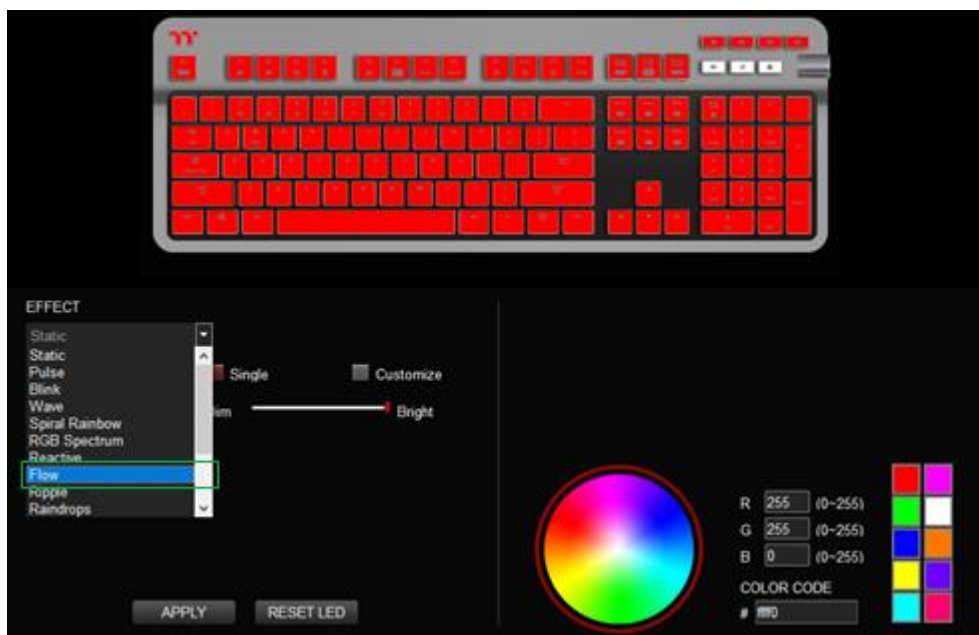 EFFECT
Static
Static
Pulse
Blink
Wave
Spiral Rainbow
RGB Spectrum
Reactive
Flow
Ripple
Raindrops
Single
Customize
Bright
R 255 (0~255)
G 255 (0~255)
B 0 (0~255)
COLOR CODE
#
APPLY
RESET LED